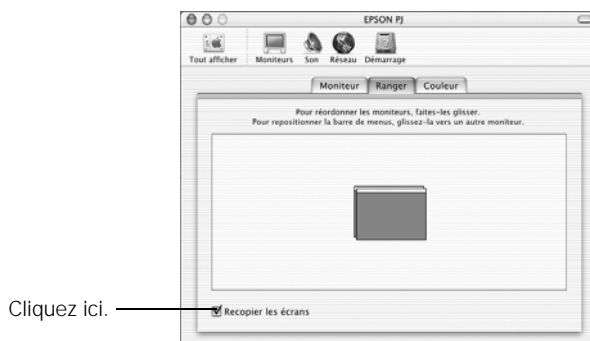 EPSON PJ
Tout afficher Moniteurs Son Réseau Démarrage
Moniteur Ranger Couleur
Pour réordonner les moniteurs, faites-les glisser.
Pour repositionner la barre de menus, glissez-la vers un autre moniteur.
Cliquez ici.
Recopier les écrans